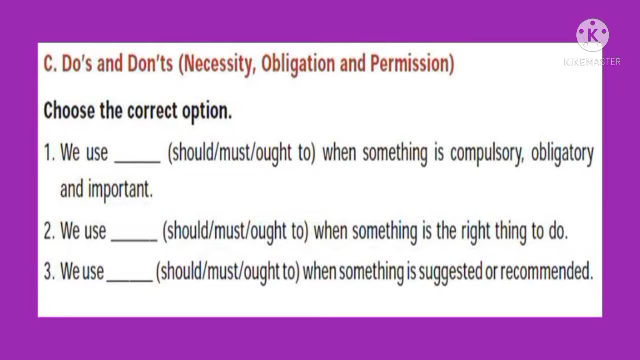 K
KINEMASTER
C. Do's and Don'ts (Necessity, Obligation and Permission)
Choose the correct option.
1. We use _____ (should/must/ought to) when something is compulsory, obligatory
and important.
2. We use _____ (should/must/ought to) when something is the right thing to do.
3. We use _____ (should/must/ought to) when something is suggested or recommended.